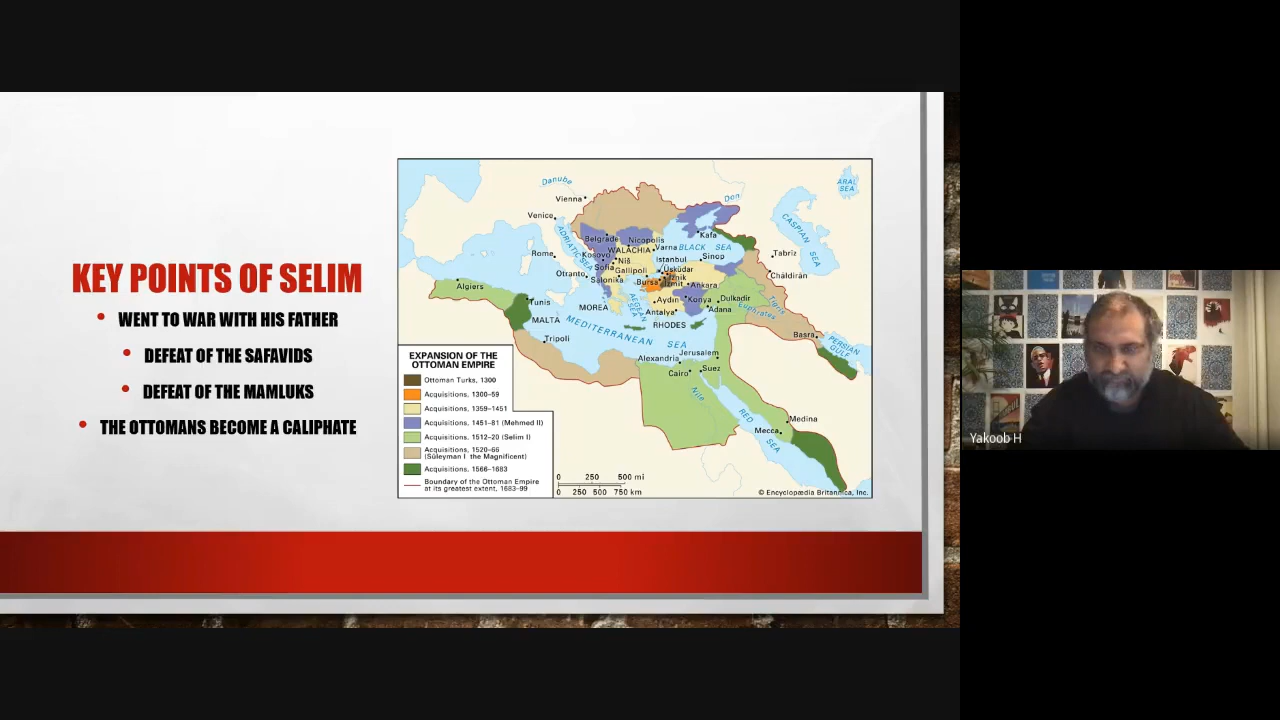 KEY POINTS OF SELIM
WENT TO WAR WITH HIS FATHER
DEFEAT OF THE SAFAVIDS
DEFEAT OF THE MAMLUKS
THE OTTOMANS BECOME A CALIPHATE
Danube
Vienna
Venice
ADRIATIC SEA
Rome
Otranto
Belgrade
Nicopolis
WALACHIA
Varna
Kosovo
Niš
Sofia
Gallipoli
Salonika
Istanbul
Üsküdar
İznik
İzmit
Bursa
Ankara
BLACK SEA
Kafa
Sinop
Don
ARAL SEA
CASPIAN SEA
Tabriz
Chāldirān
Dulkadir
Tigris
Euphrates
Aydın
Konya
Adana
Antalya
AEGEAN SEA
MOREA
RHODES
MEDITERRANEAN SEA
Algiers
Tunis
MALTA
Tripoli
Alexandria
Jerusalem
Cairo
Suez
Nile
RED SEA
Basra
PERSIAN GULF
Medina
Mecca
EXPANSION OF THE
OTTOMAN EMPIRE
Ottoman Turks, 1300
Acquisitions, 1300–59
Acquisitions, 1359–1451
Acquisitions, 1451–81 (Mehmed II)
Acquisitions, 1512–20 (Selim I)
Acquisitions, 1520–66
(Süleyman I the Magnificent)
Acquisitions, 1566–1683
Boundary of the Ottoman Empire
at its greatest extent, 1683–99
0 250 500 mi
0 250 500 750 km
© Encyclopædia Britannica, Inc.
Yakoob H